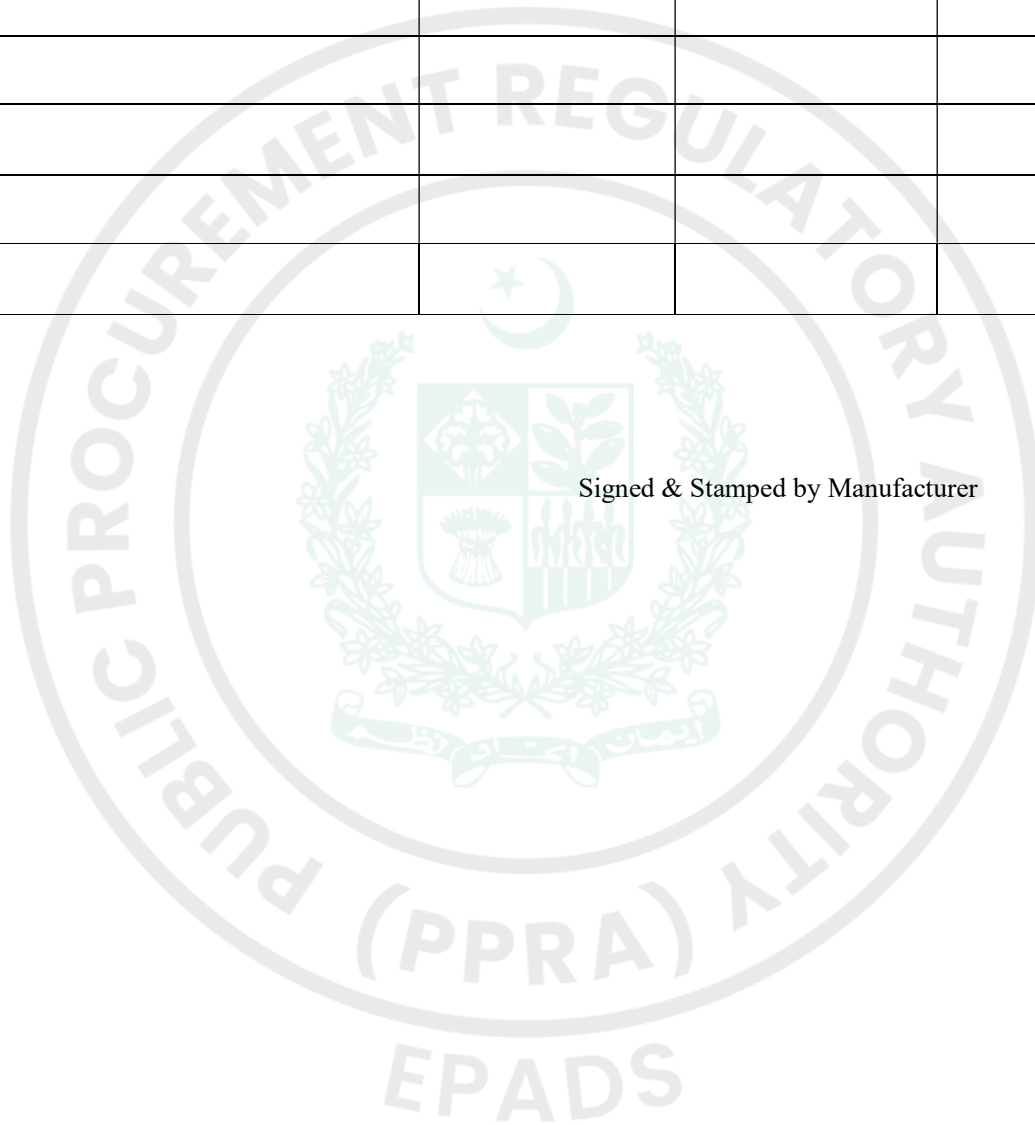 Signed & Stamped by Manufacturer
PUBLIC PROCUREMENT REGULATORY AUTHORITY
(PPRA)
EPADS